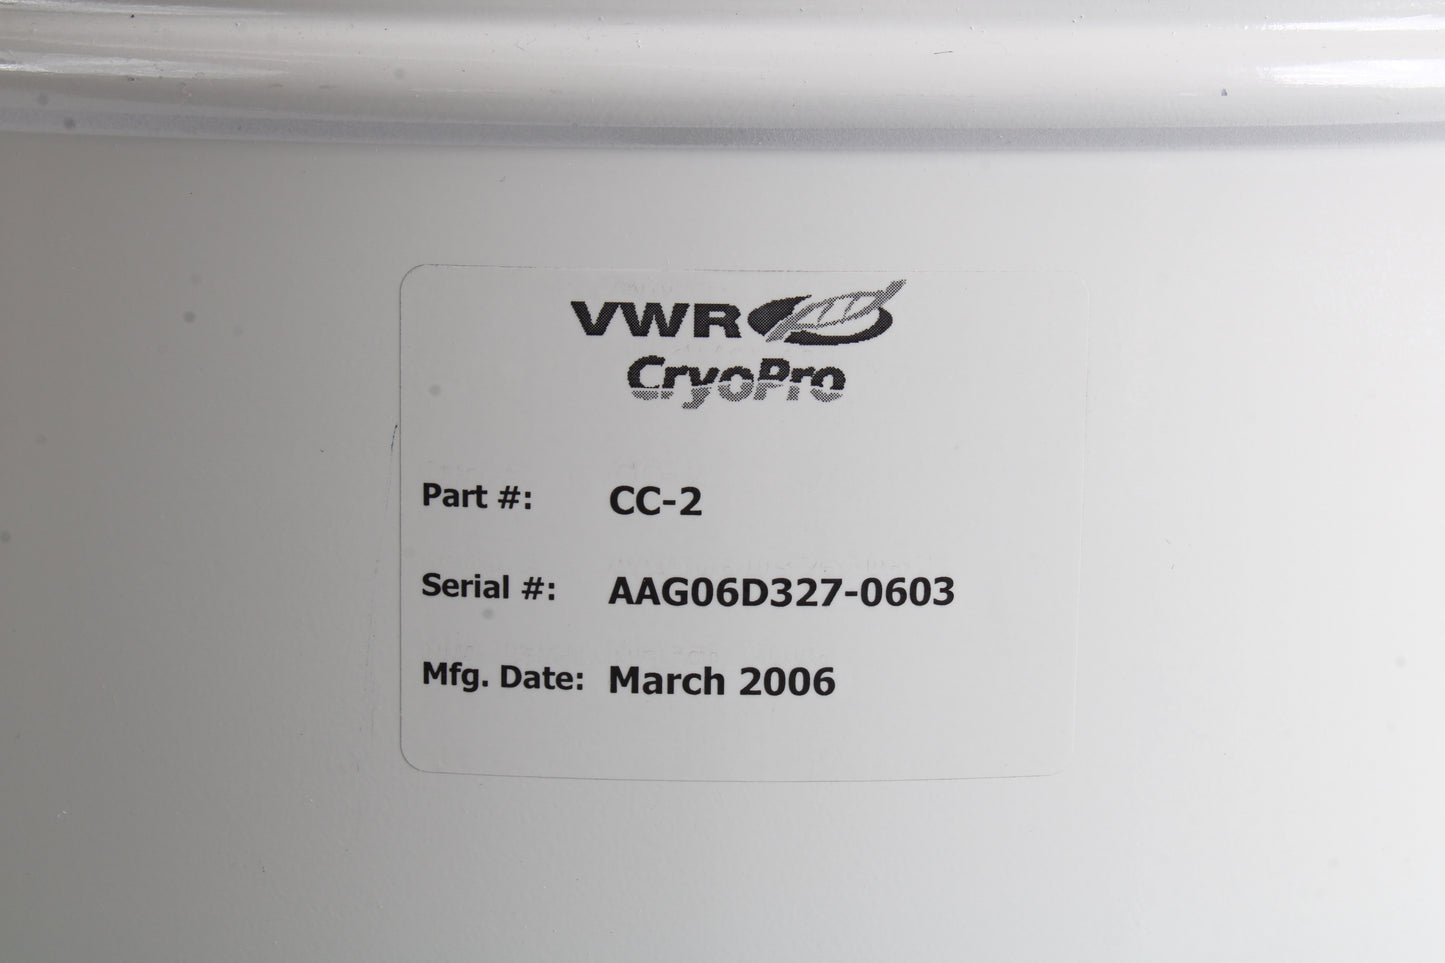 VWR
CryoPro
Part #: CC-2
Serial #: AAG06D327-0603
Mfg. Date: March 2006